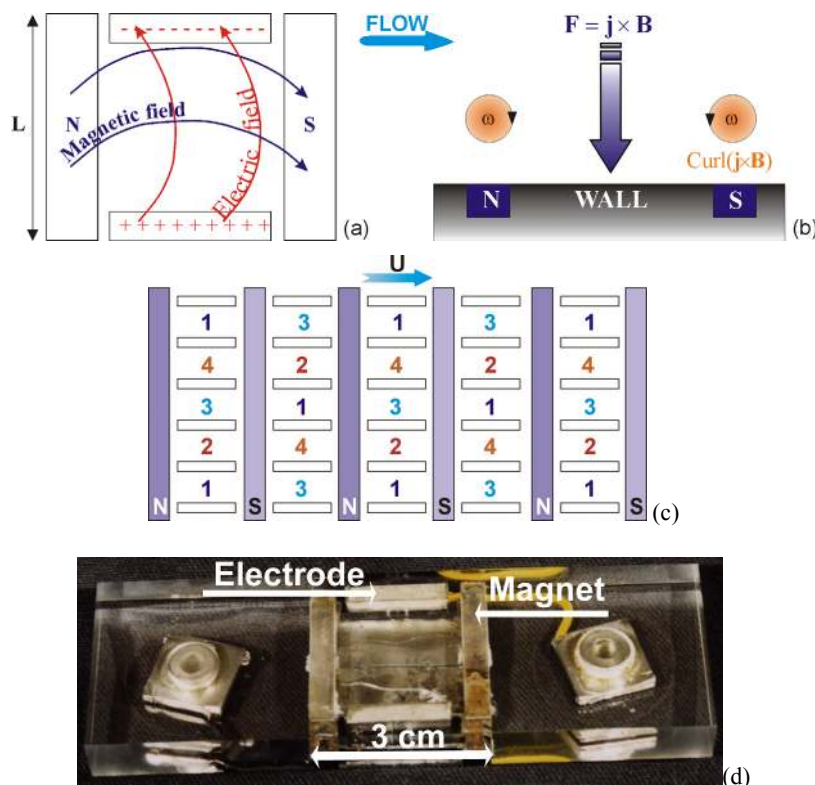 - - - - - - - - - -
FLOW
F = j × B
L
N
Magnetic field
Electric field
S
ω
ω
Curl(j×B)
+ + + + + + + + + +
(a)
N
WALL
S
(b)
U
1 3 1 3 1
4 2 4 2 4
3 1 3 1 3
2 4 2 4 2
1 3 1 3 1
N S N S N S
(c)
Electrode
Magnet
3 cm
(d)